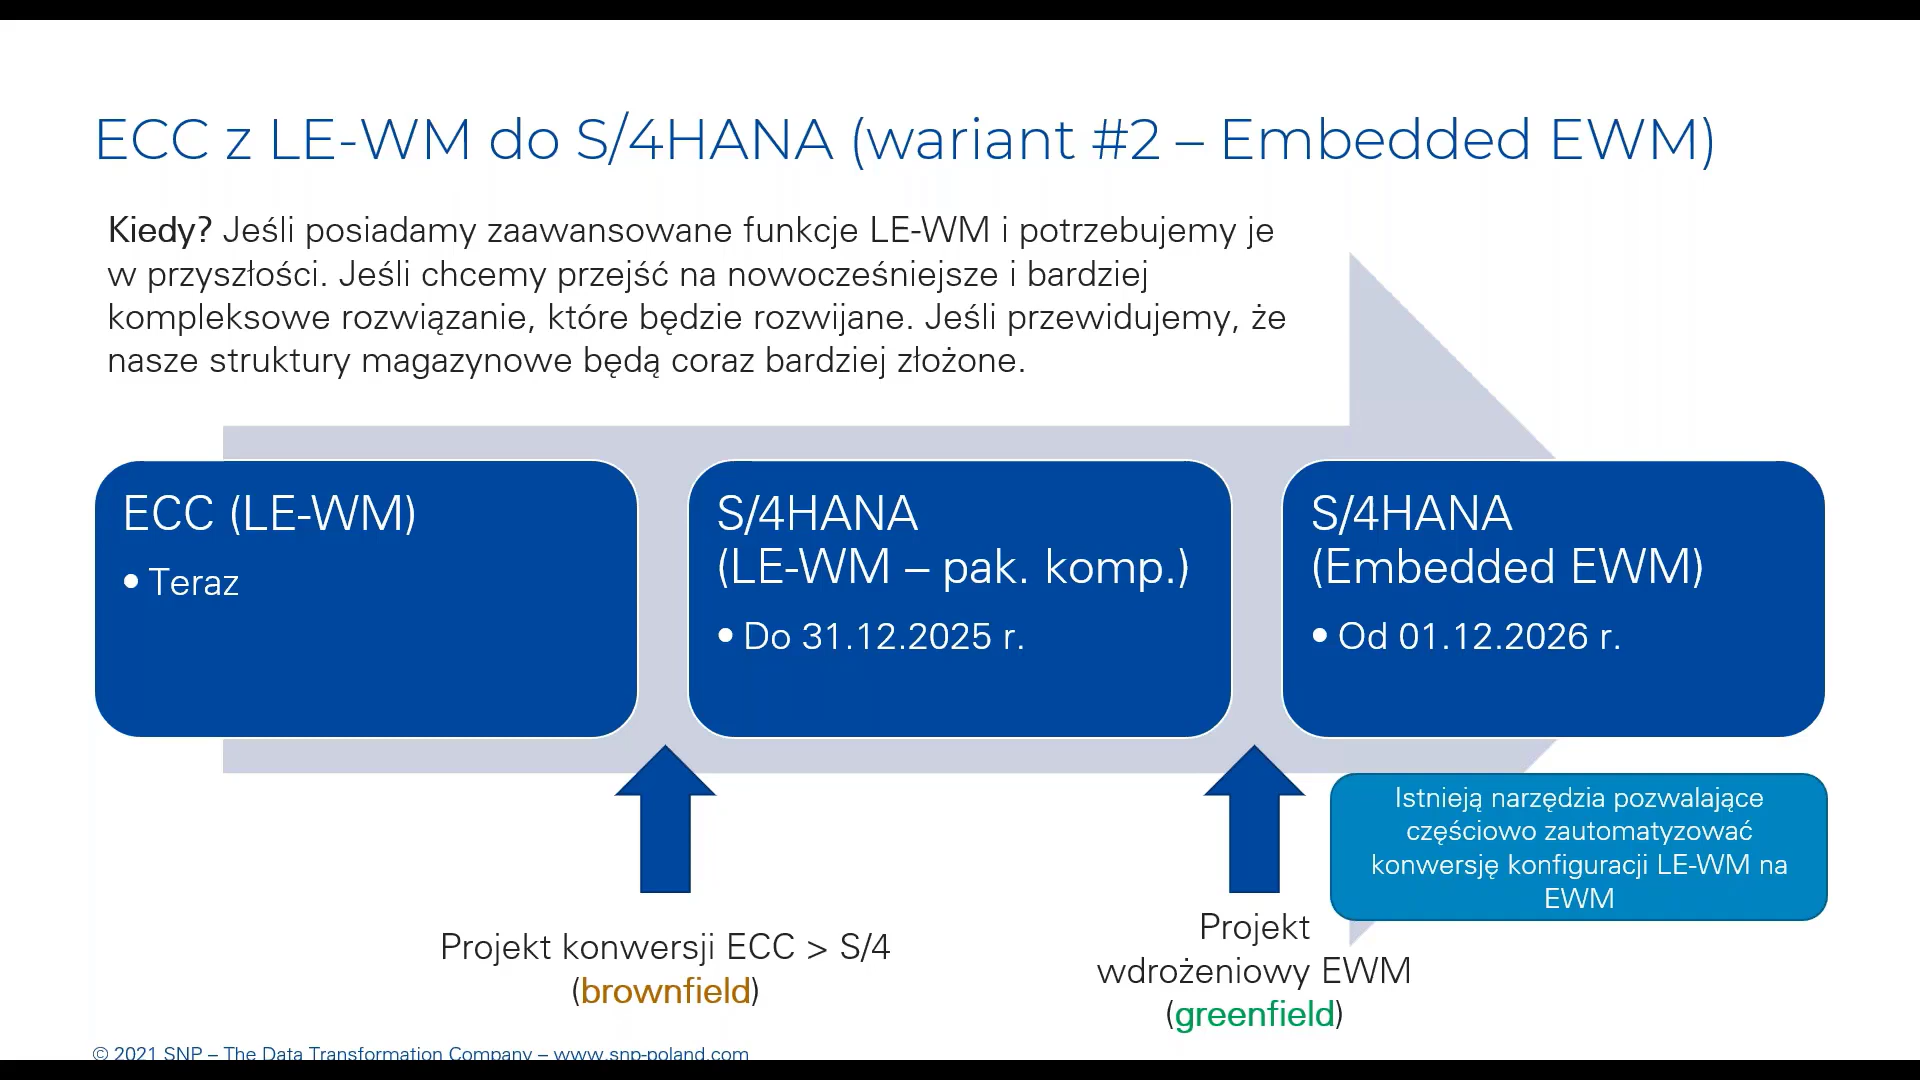 ECC z LE-WM do S/4HANA (wariant #2 – Embedded EWM)
Kiedy? Jeśli posiadamy zaawansowane funkcje LE-WM i potrzebujemy je
w przyszłości. Jeśli chcemy przejść na nowocześniejsze i bardziej
kompleksowe rozwiązanie, które będzie rozwijane. Jeśli przewidujemy, że
nasze struktury magazynowe będą coraz bardziej złożone.
ECC (LE-WM)
• Teraz
S/4HANA
(LE-WM – pak. komp.)
• Do 31.12.2025 r.
S/4HANA
(Embedded EWM)
• Od 01.12.2026 r.
Istnieją narzędzia pozwalające
częściowo zautomatyzować
konwersję konfiguracji LE-WM na
EWM
Projekt konwersji ECC > S/4
(brownfield)
Projekt
wdrożeniowy EWM
(greenfield)
© 2021 SNP – The Data Transformation Company – www.snp-poland.com